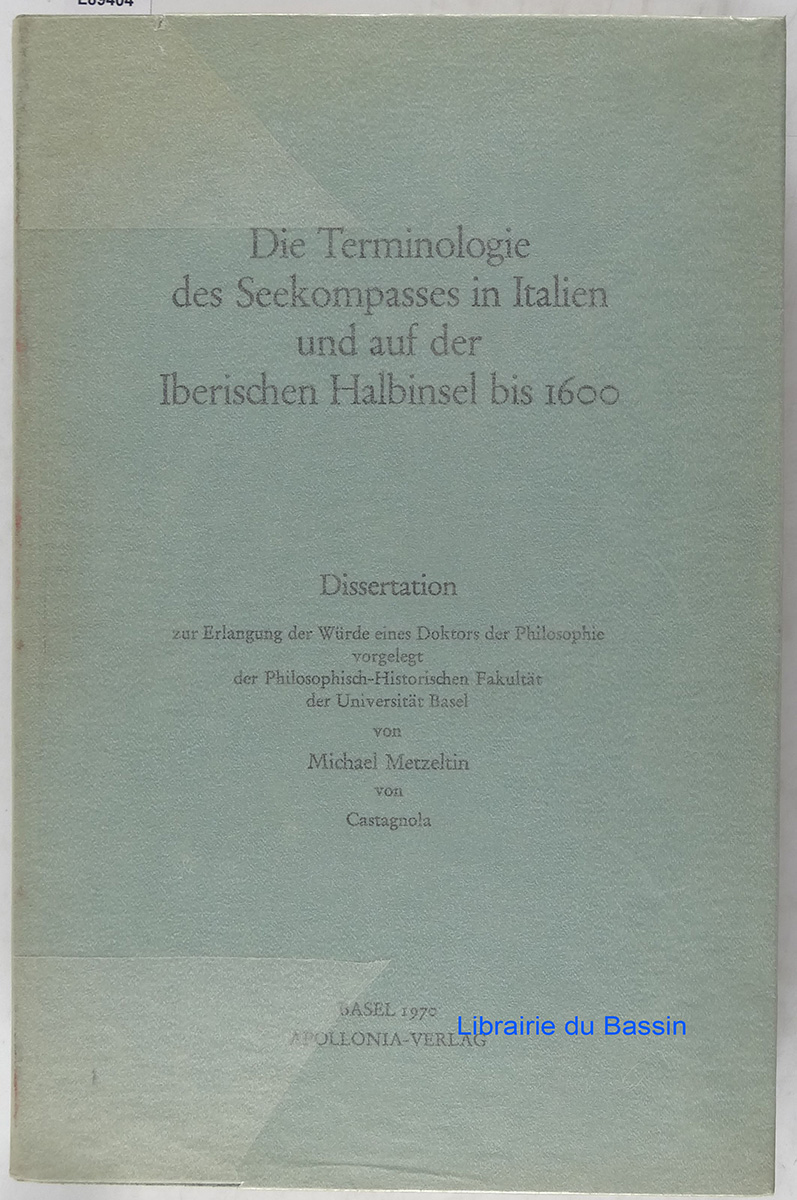 E89404
Die Terminologie
des Seekompasses in Italien
und auf der
Iberischen Halbinsel bis 1600
Dissertation
zur Erlangung der Würde eines Doktors der Philosophie
vorgelegt
der Philosophisch-Historischen Fakultät
der Universität Basel
von
Michael Metzeltin
von
Castagnola
BASEL 1970
APOLLONIA-VERLAG
Librairie du Bassin